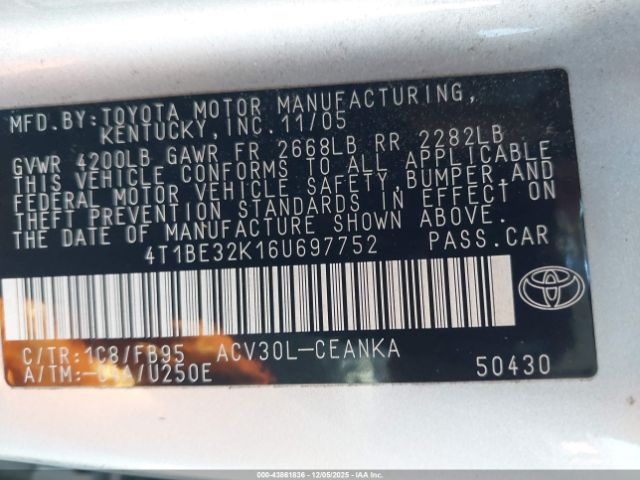 MFD.BY:TOYOTA MOTOR MANUFACTURING,
KENTUCKY, INC.11/05
GVWR 4200LB GAWR FR 2668LB RR 2282LB
THIS VEHICLE CONFORMS TO ALL APPLICABLE
FEDERAL MOTOR VEHICLE SAFETY,BUMPER,AND
THEFT PREVENTION STANDARDS IN EFFECT ON
THE DATE OF MANUFACTURE SHOWN ABOVE.
4T1BE32K16U697752 PASS.CAR
C/TR:1C8/FB95 ACV30L-CEANKA
A/TM:- /U250E 50430
000-43861836 | 12/05/2025 | IAA Inc.